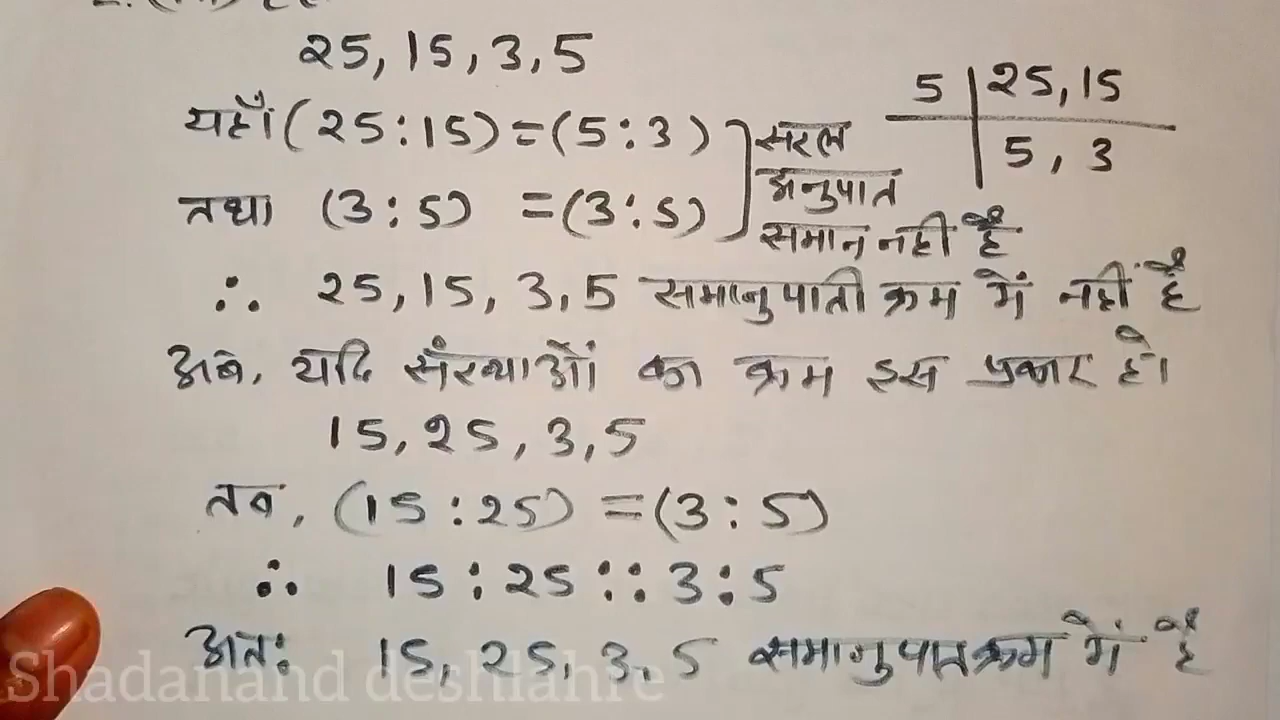 25, 15, 3, 5
5 | 25, 15
5, 3
यहाँ (25:15) = (5:3)
तथा (3:5) = (3:5)
सरल
अनुपात
समान नहीं है
∴ 25, 15, 3, 5 समानुपाती क्रम में नहीं है
अब, यदि संख्याओं का क्रम इस प्रकार हो
15, 25, 3, 5
तब, (15:25) = (3:5)
∴ 15:25::3:5
अतः 15, 25, 3, 5 समानुपात क्रम में है
Shadanand deshlahre